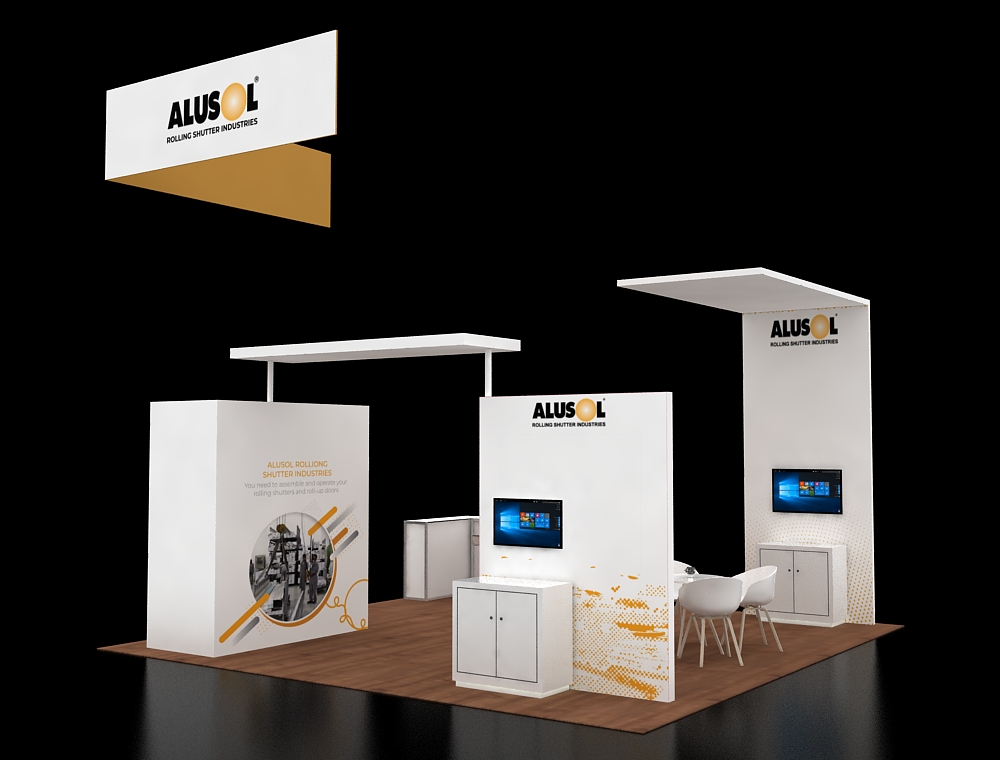 ALUSOL®
ROLLING SHUTTER INDUSTRIES
ALUSOL
ROLLING SHUTTER INDUSTRIES
ALUSOL
ROLLING SHUTTER INDUSTRIES
ALUSOL ROLLIONG
SHUTTER INDUSTRIES
You need to assemble and operate your
rolling shutters and roll-up doors